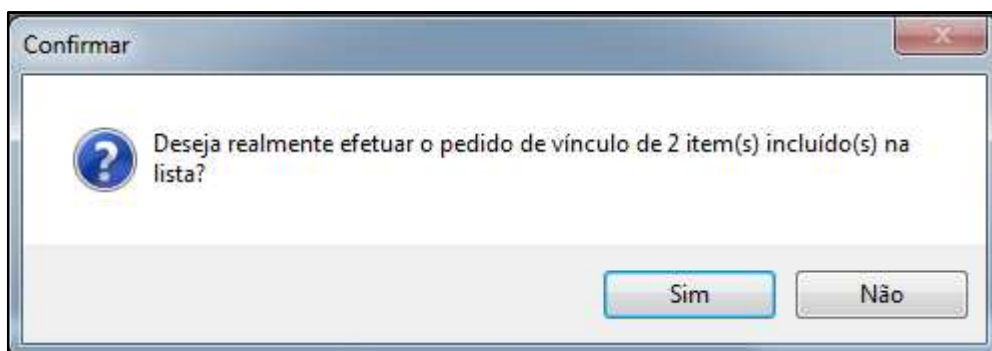 Confirmar
Deseja realmente efetuar o pedido de vínculo de 2 item(s) incluído(s) na
lista?
Sim Não